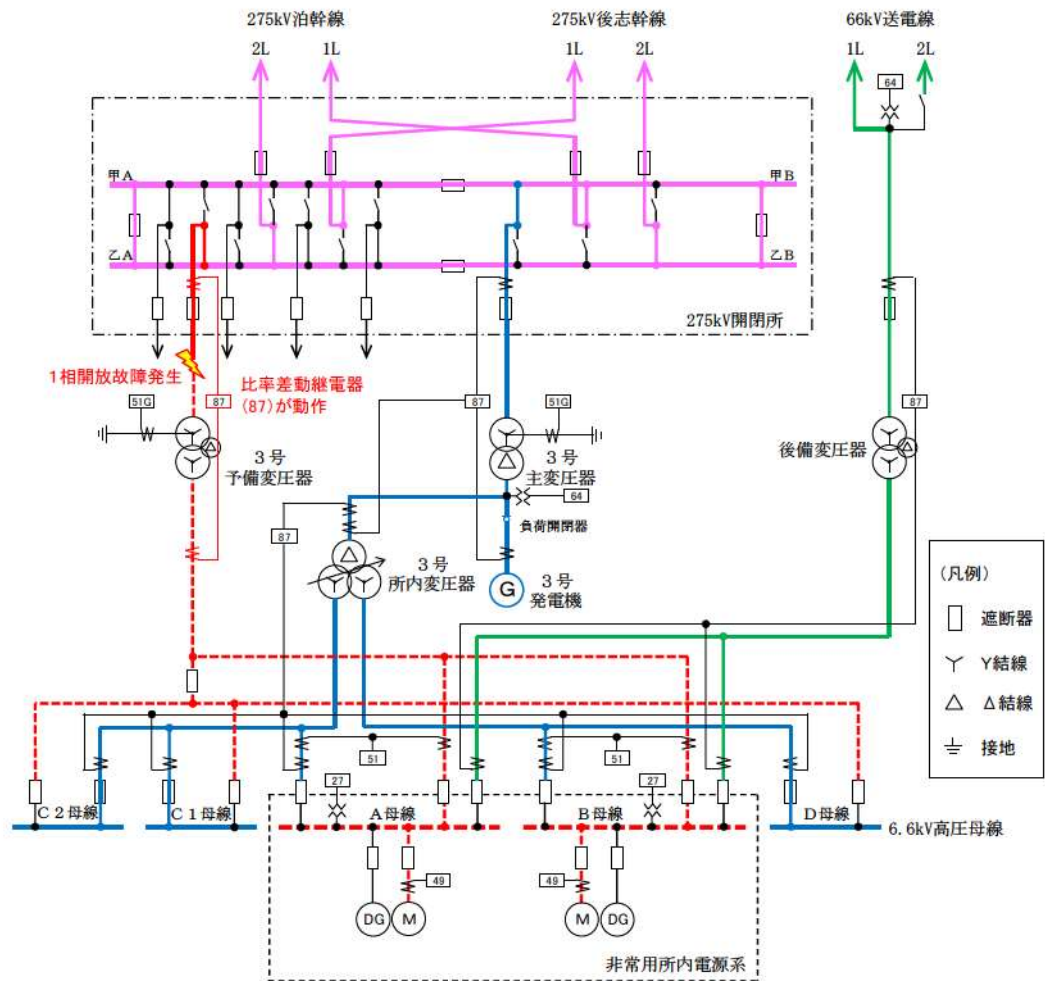 275kV泊幹線
275kV後志幹線
66kV送電線
2L
1L
1L
2L
1L
2L
64
甲A
甲B
乙A
乙B
275kV開閉所
1相開放故障発生
比率差動継電器
(87)が動作
87
51G
87
51G
87
3号
予備変圧器
3号
主変圧器
後備変圧器
64
負荷開閉器
87
3号
所内変圧器
G
3号
発電機
(凡例)
遮断器
Y結線
Δ結線
接地
51
51
27
27
C2母線
C1母線
A母線
B母線
D母線
6.6kV高圧母線
49
49
DG
M
M
DG
非常用所内電源系